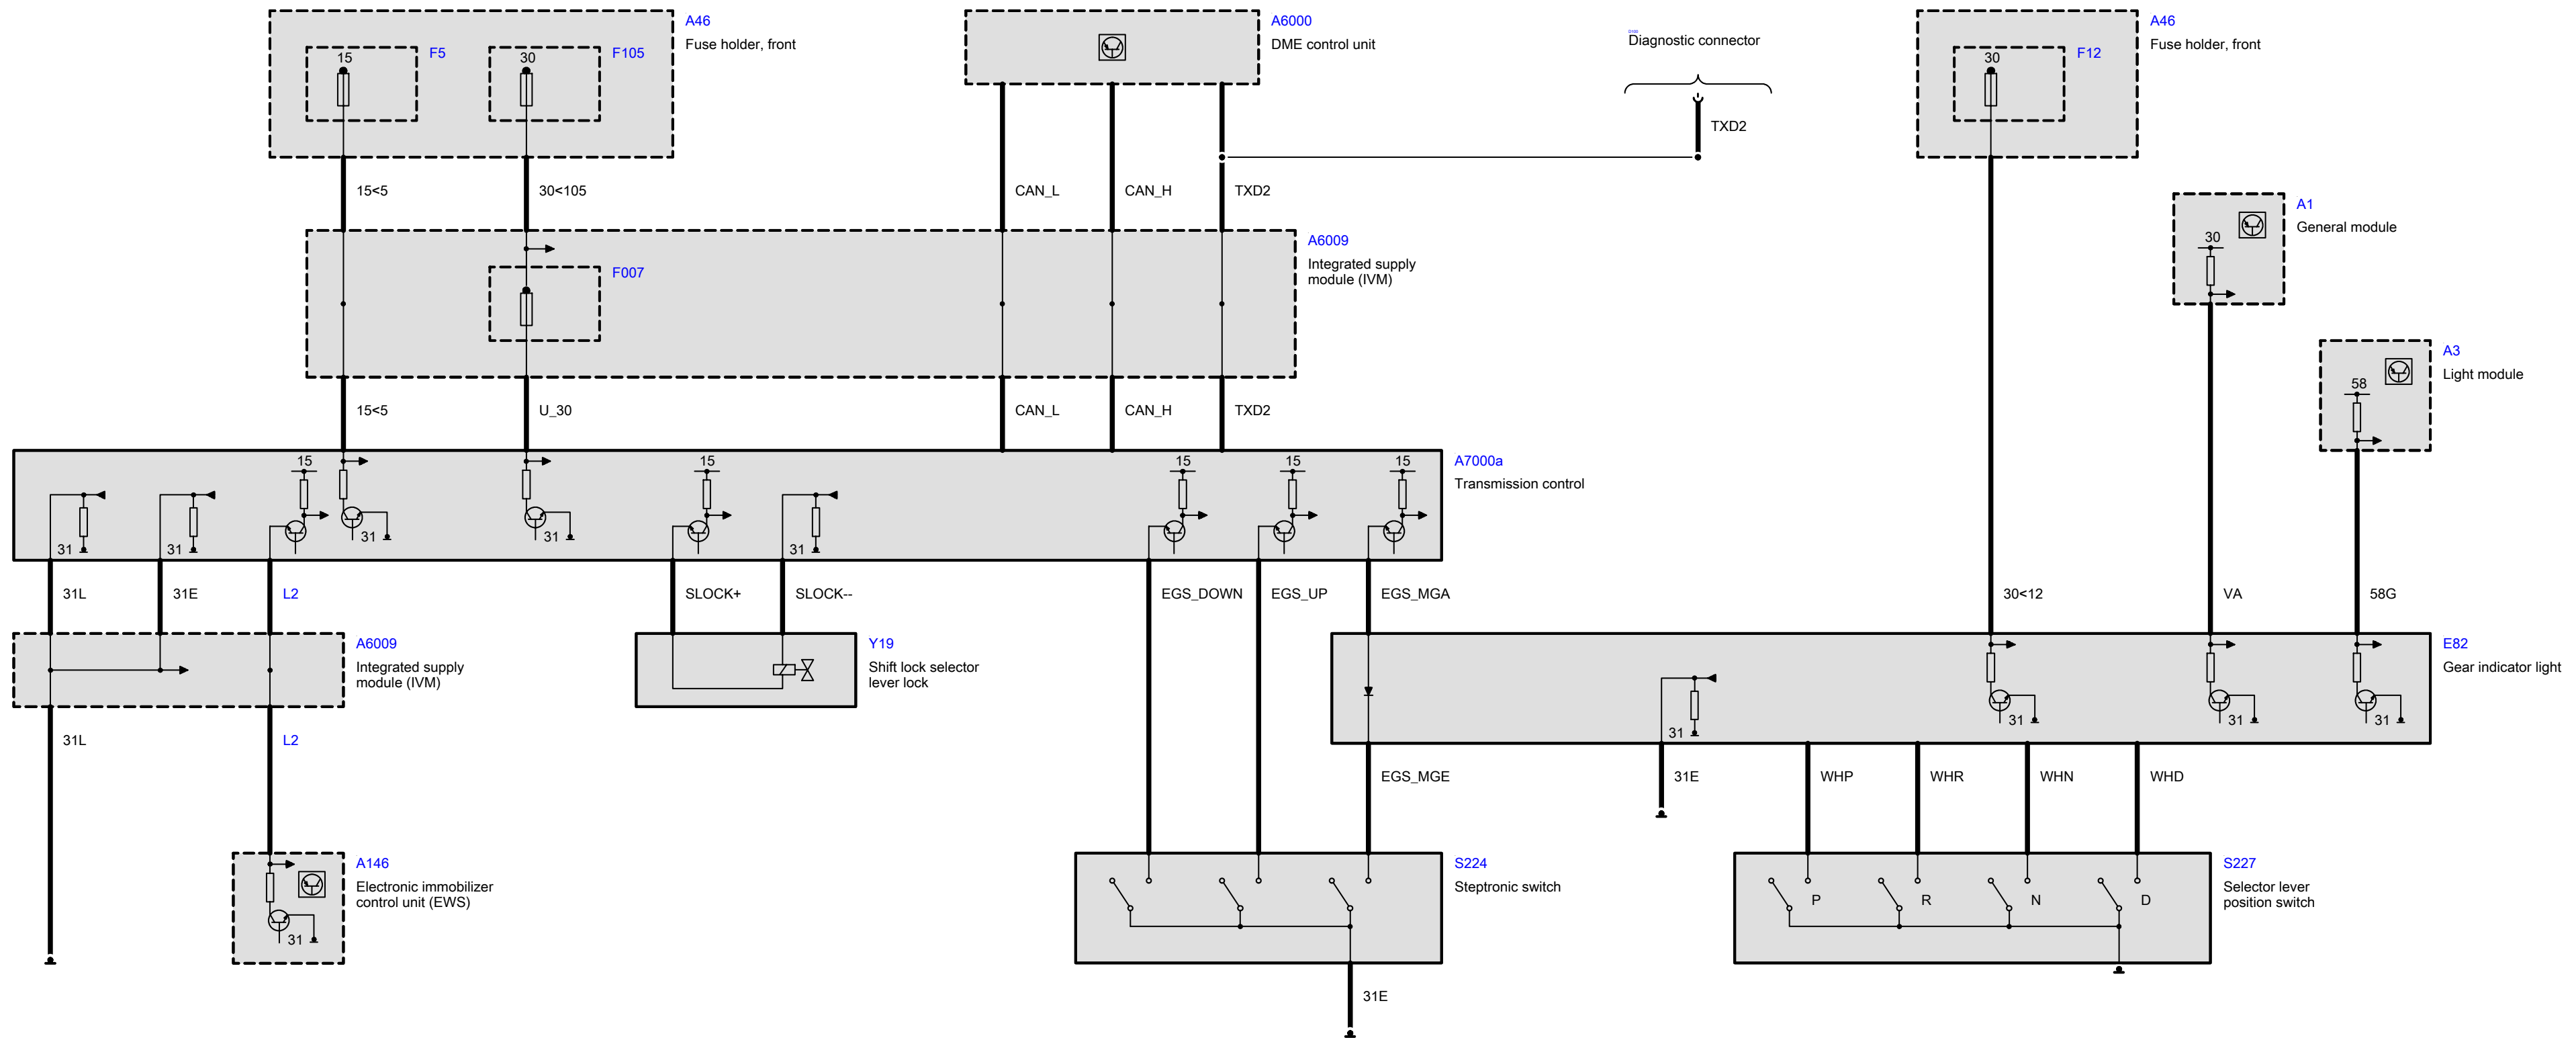 A46
Fuse holder, front
F5
15
F105
30
A6000
DME control unit
Diagnostic connector
TXD2
A46
Fuse holder, front
F12
30
15<5
30<105
CAN_L
CAN_H
TXD2
A1
General module
30
A6009
Integrated supply
module (IVM)
F007
A3
Light module
58
15<5
U_30
CAN_L
CAN_H
TXD2
A7000a
Transmission control
15
15
15
15
15
31
31
31
31
31
31L
31E
L2
SLOCK+
SLOCK--
EGS_DOWN
EGS_UP
EGS_MGA
30<12
VA
58G
A6009
Integrated supply
module (IVM)
Y19
Shift lock selector
lever lock
E82
Gear indicator light
31
31
31
31
31L
L2
EGS_MGE
31E
WHP
WHR
WHN
WHD
A146
Electronic immobilizer
control unit (EWS)
31
S224
Steptronic switch
S227
Selector lever
position switch
P
R
N
D
31E